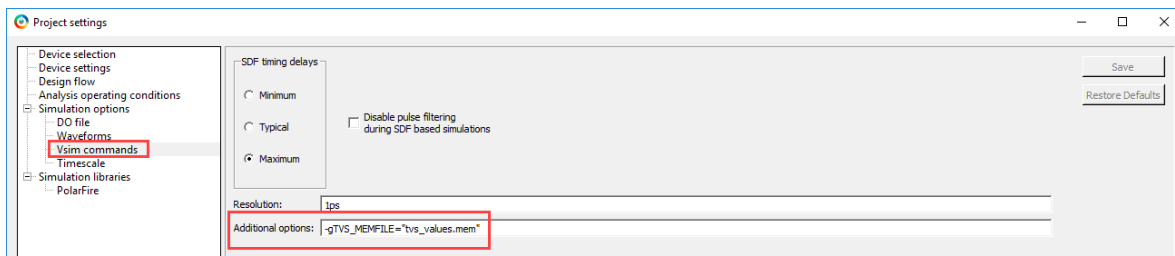 Project settings
Device selection
Device settings
Design flow
Analysis operating conditions
Simulation options
DO file
Waveforms
Vsim commands
Timescale
Simulation libraries
PolarFire
SDF timing delays
Minimum
Typical
Maximum
Disable pulse filtering
during SDF based simulations
Resolution: 1ps
Additional options: -gTVS_MEMFILE="tvs_values.mem"
Save
Restore Defaults